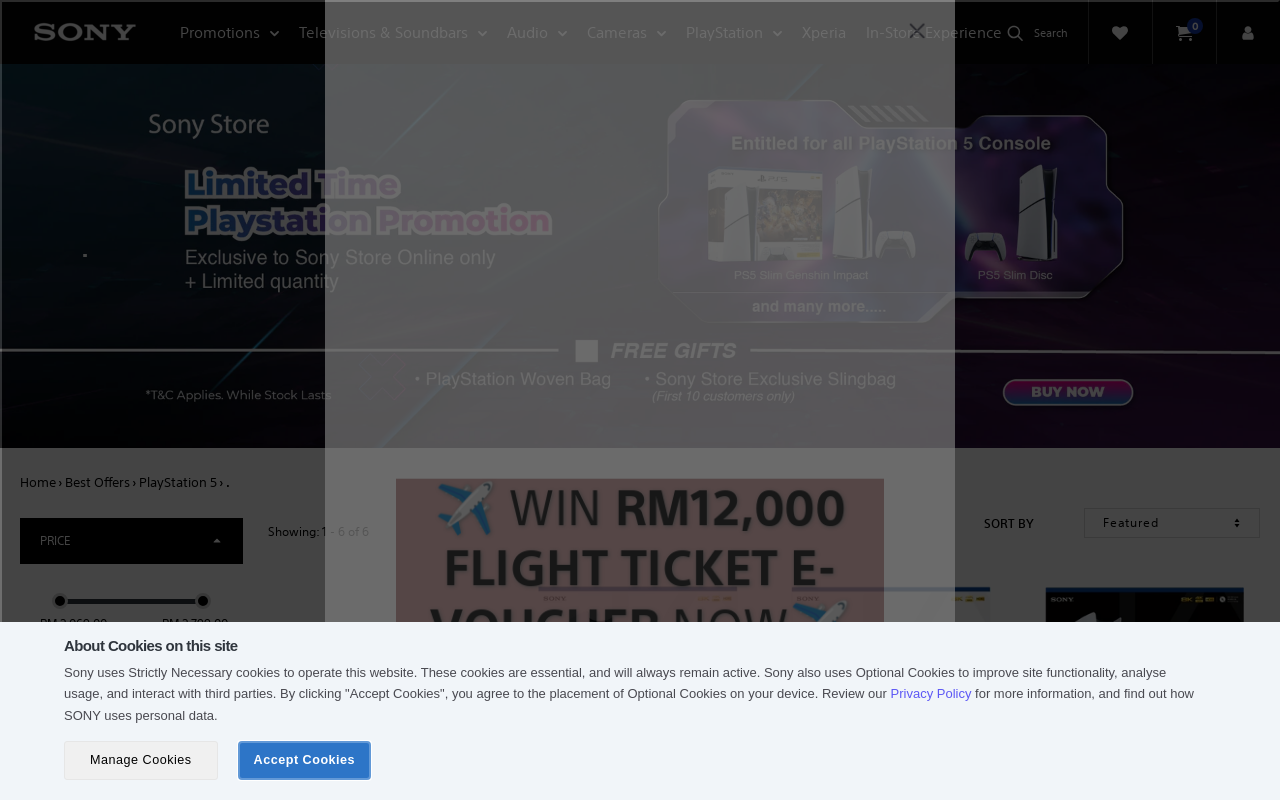 SONY
Promotions
Televisions & Soundbars
Audio
Cameras
PlayStation
Xperia
In-Store Experience
Search
0
Sony Store
Limited Time
Playstation Promotion
Exclusive to Sony Store Online only
+ Limited quantity
Entitled for all PlayStation 5 Console
PS5 Slim Genshin Impact
PS5 Slim Disc
and many more.....
FREE GIFTS
• PlayStation Woven Bag
• Sony Store Exclusive Slingbag
(First 10 customers only)
*T&C Applies. While Stock Lasts
BUY NOW
Home › Best Offers › PlayStation 5 › .
PRICE
Showing: 1 - 6 of 6
SORT BY
Featured
WIN RM12,000
FLIGHT TICKET E-
VOUCHER NOW
SONY
SONY
SONY
About Cookies on this site
Sony uses Strictly Necessary cookies to operate this website. These cookies are essential, and will always remain active. Sony also uses Optional Cookies to improve site functionality, analyse
usage, and interact with third parties. By clicking "Accept Cookies", you agree to the placement of Optional Cookies on your device. Review our Privacy Policy for more information, and find out how
SONY uses personal data.
Manage Cookies
Accept Cookies